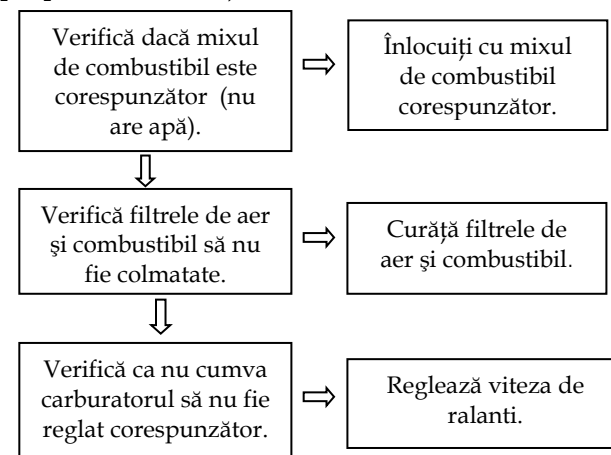 Verifică dacă mixul
de combustibil este
corespunzător (nu
are apă).
Înlocuiți cu mixul
de combustibil
corespunzător.
Verifică filtrele de aer
şi combustibil să nu
fie colmatate.
Curăță filtrele de
aer şi combustibil.
Verifică ca nu cumva
carburatorul să nu fie
reglat corespunzător.
Reglează viteza de
ralanti.